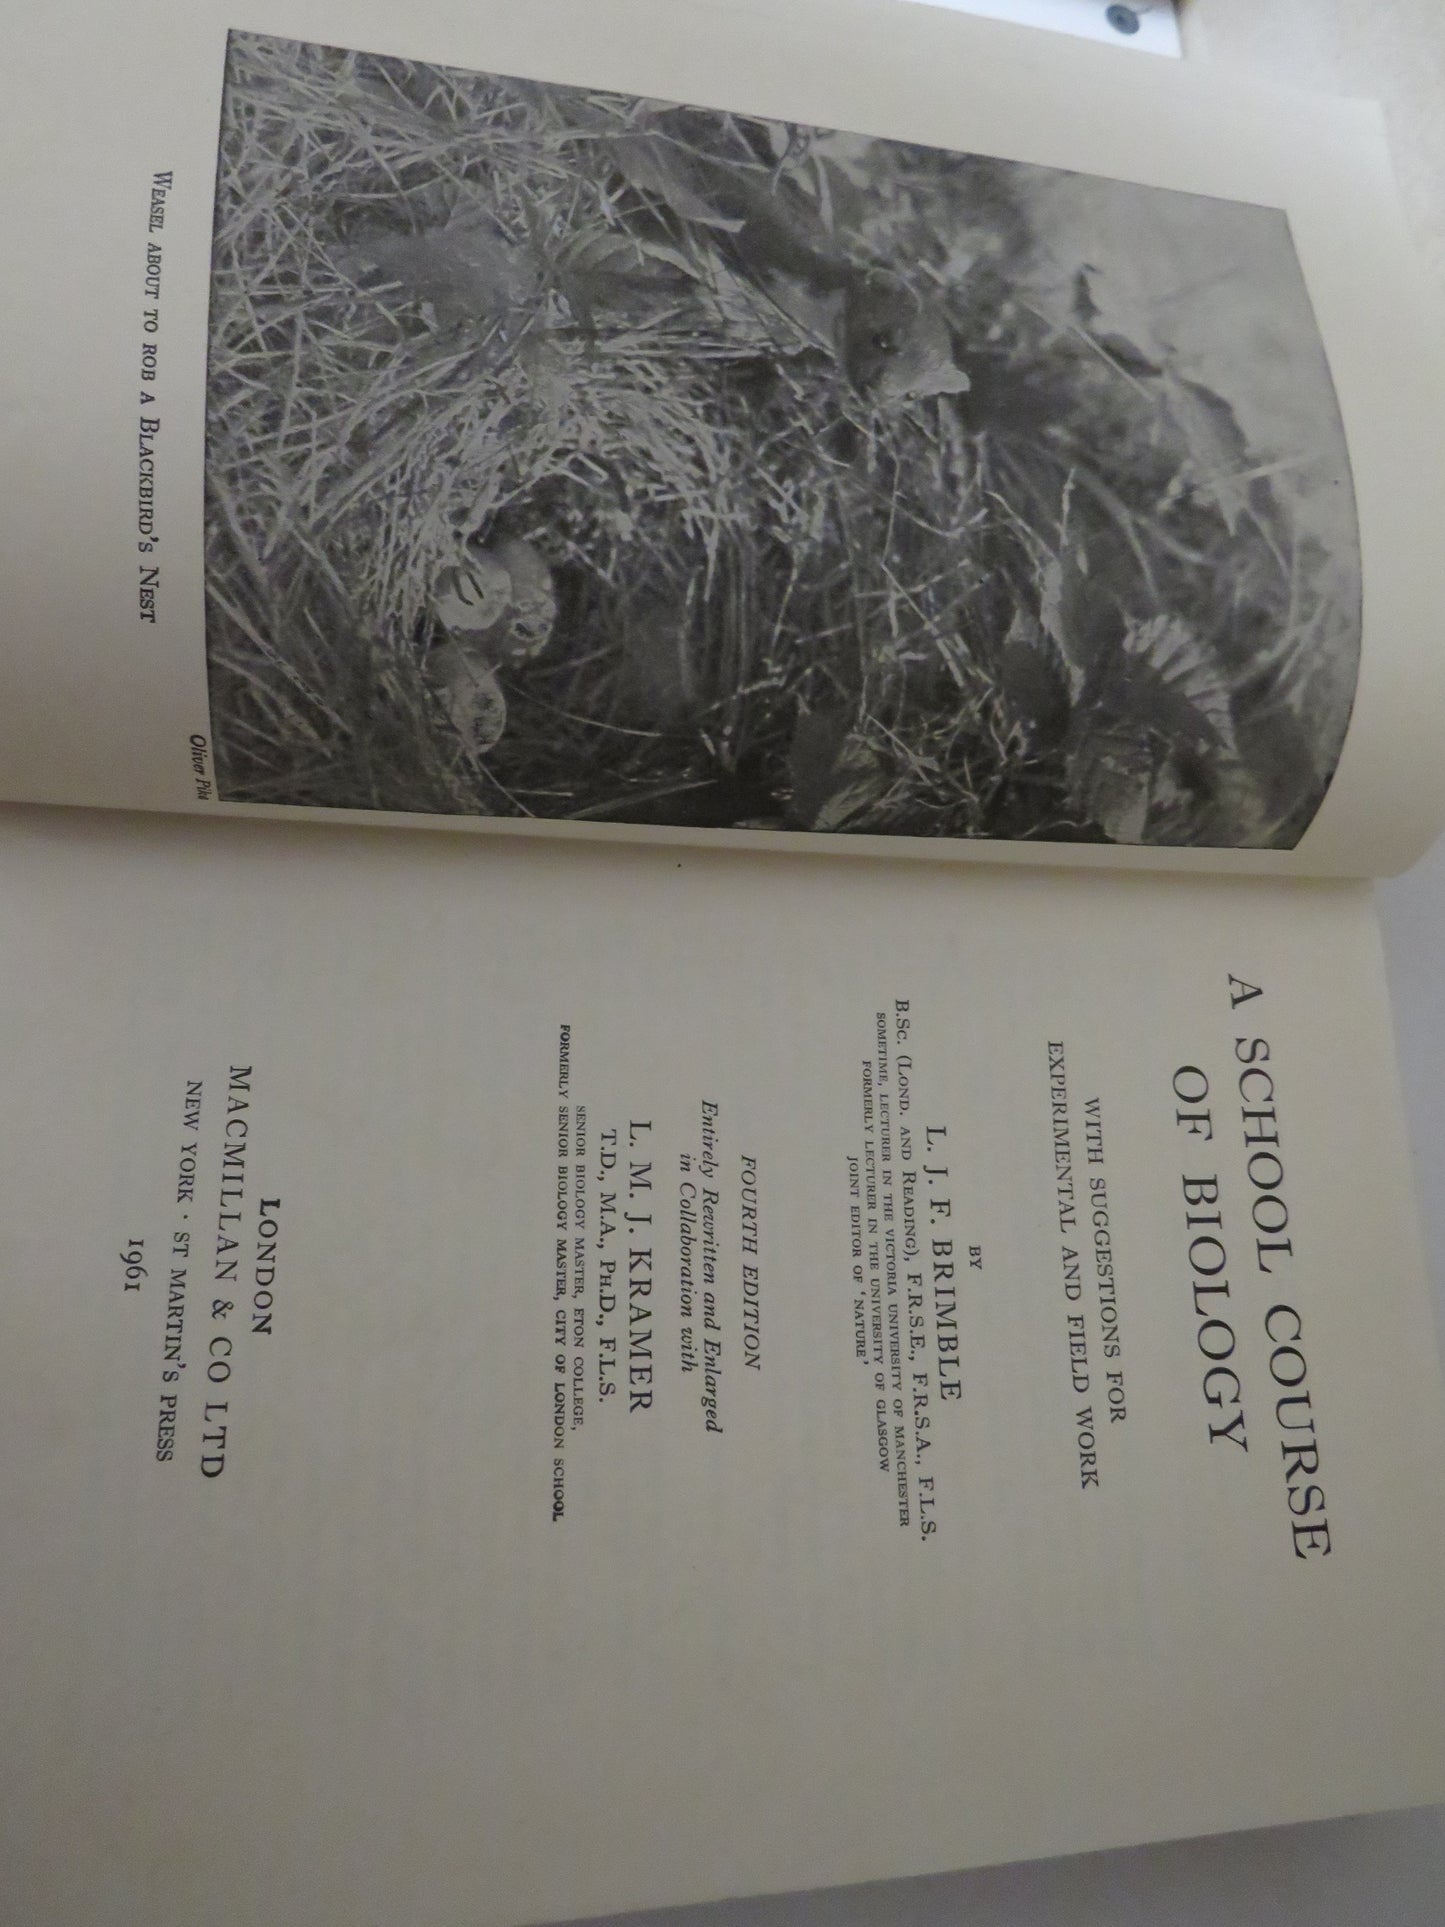 Oliver Pike
WEASEL ABOUT TO ROB A BLACKBIRD'S NEST
A SCHOOL COURSE
OF BIOLOGY
WITH SUGGESTIONS FOR
EXPERIMENTAL AND FIELD WORK
BY
L. J. F. BRIMBLE
B.Sc. (LOND. AND READING), F.R.S.E., F.R.S.A., F.L.S.
SOMETIME, LECTURER IN THE VICTORIA UNIVERSITY OF MANCHESTER
FORMERLY LECTURER IN THE UNIVERSITY OF GLASGOW
JOINT EDITOR OF 'NATURE'
FOURTH EDITION
Entirely Rewritten and Enlarged
in Collaboration with
L. M. J. KRAMER
T.D., M.A., PH.D., F.L.S.
SENIOR BIOLOGY MASTER, ETON COLLEGE,
FORMERLY SENIOR BIOLOGY MASTER, CITY OF LONDON SCHOOL
LONDON
MACMILLAN & CO LTD
NEW YORK · ST MARTIN'S PRESS
1961